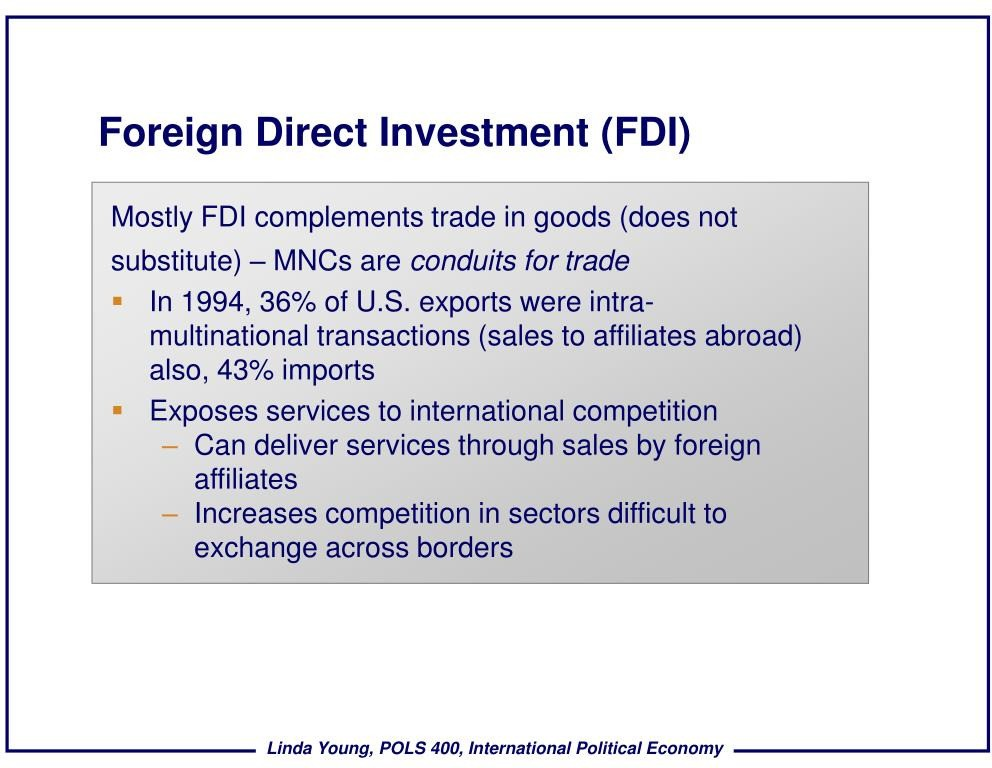 Foreign Direct Investment (FDI)
Mostly FDI complements trade in goods (does not
substitute) – MNCs are conduits for trade
▪ In 1994, 36% of U.S. exports were intra-
multinational transactions (sales to affiliates abroad)
also, 43% imports
▪ Exposes services to international competition
– Can deliver services through sales by foreign
affiliates
– Increases competition in sectors difficult to
exchange across borders
Linda Young, POLS 400, International Political Economy